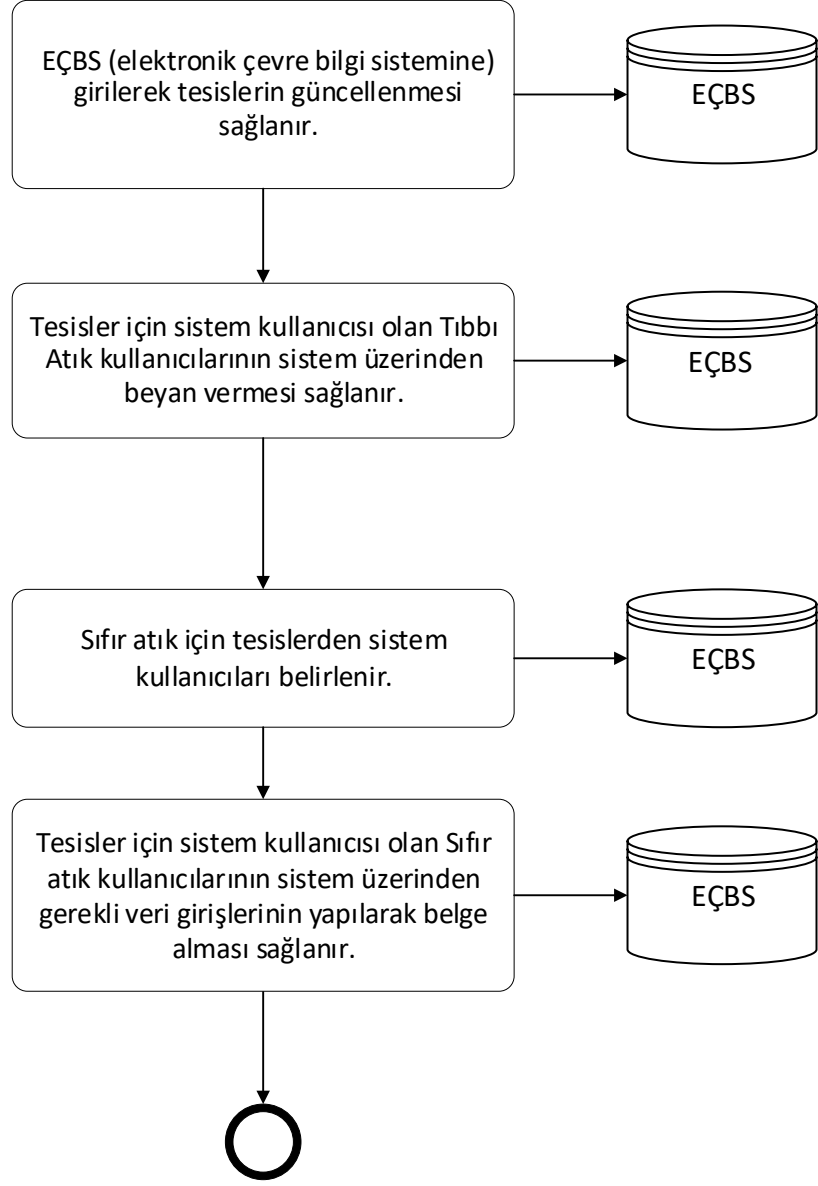 EÇBS (elektronik çevre bilgi sistemine)
girilerek tesislerin güncellenmesi
sağlanır.
EÇBS
Tesisler için sistem kullanıcısı olan Tıbbı
Atık kullanıcılarının sistem üzerinden
beyan vermesi sağlanır.
EÇBS
Sıfır atık için tesislerden sistem
kullanıcıları belirlenir.
EÇBS
Tesisler için sistem kullanıcısı olan Sıfır
atık kullanıcılarının sistem üzerinden
gerekli veri girişlerinin yapılarak belge
alması sağlanır.
EÇBS